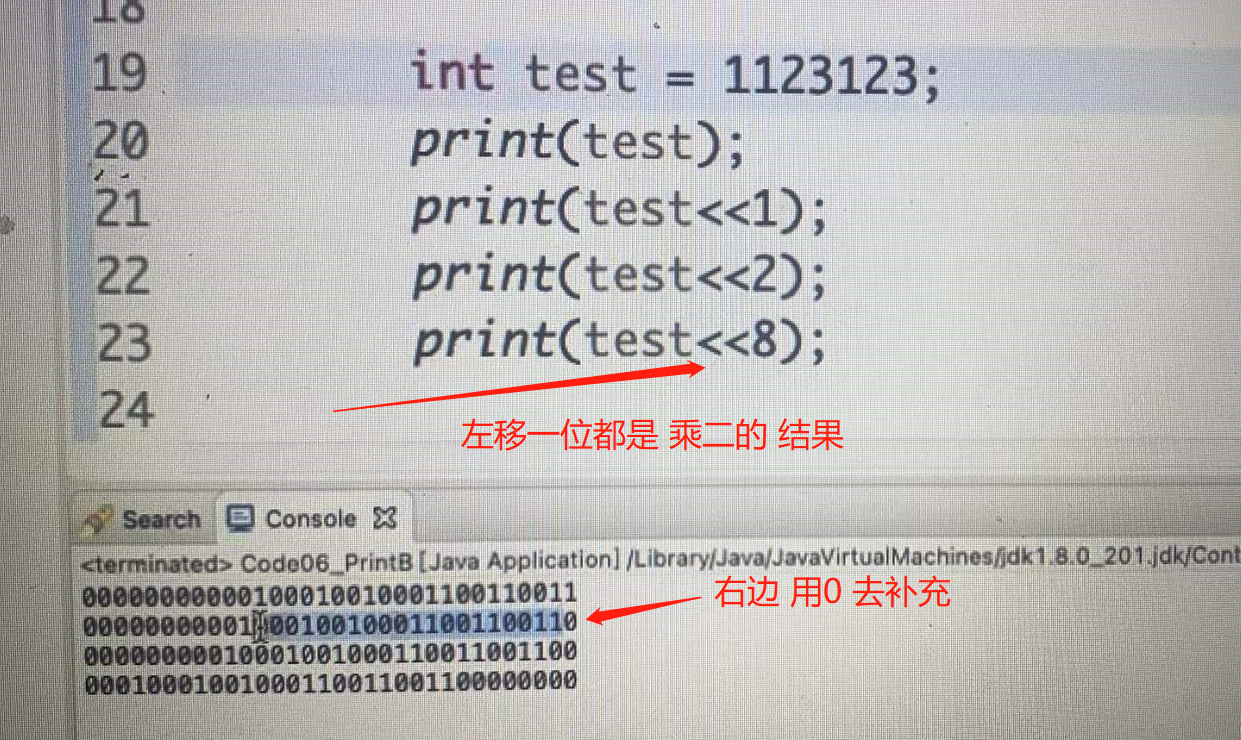 18
19 int test = 1123123;
20 print(test);
21 print(test<<1);
22 print(test<<2);
23 print(test<<8);
24
左移一位都是 乘二的 结果
Search Console
<terminated> Code06_PrintB [Java Application] /Library/Java/JavaVirtualMachines/jdk1.8.0_201.jdk/Cont
右边 用0 去补充
00000000000100010010001100110011
00000000001000100100011001100110
00000000010001001000110011001100
00010001001000110011001100000000